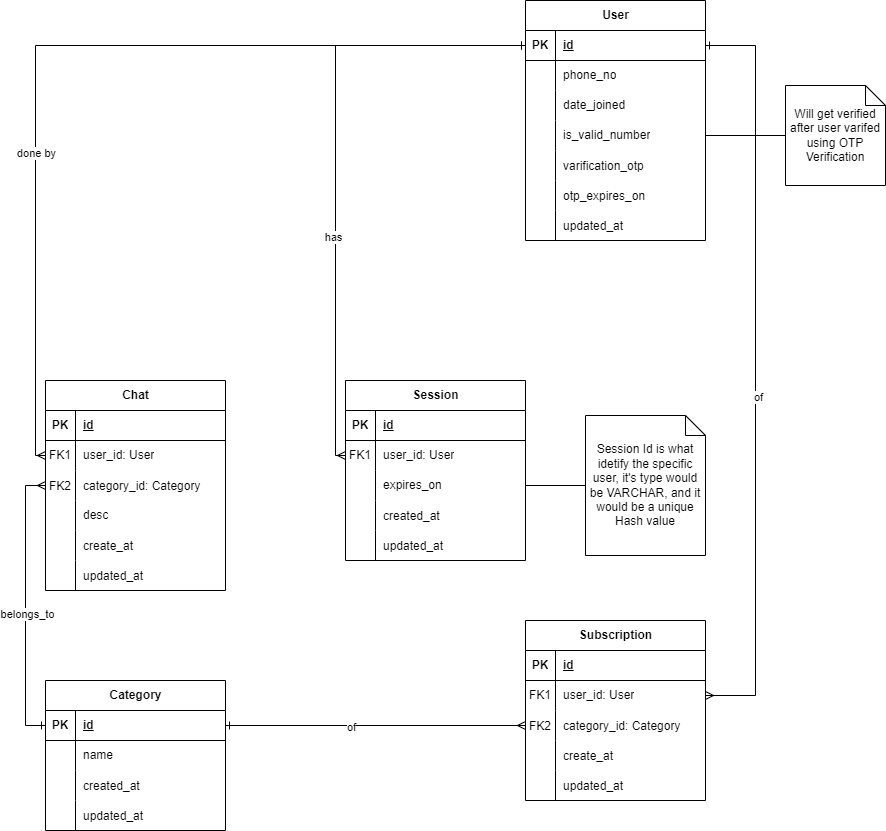 User
PK id
phone_no
date_joined
is_valid_number
varification_otp
otp_expires_on
updated_at
Will get verified
after user varifed
using OTP
Verification
done by
has
of
Chat
PK id
FK1 user_id: User
FK2 category_id: Category
desc
create_at
updated_at
Session
PK id
FK1 user_id: User
expires_on
created_at
updated_at
Session Id is what
idetify the specific
user, it's type would
be VARCHAR, and it
would be a unique
Hash value
belongs_to
Category
PK id
name
created_at
updated_at
of
Subscription
PK id
FK1 user_id: User
FK2 category_id: Category
create_at
updated_at